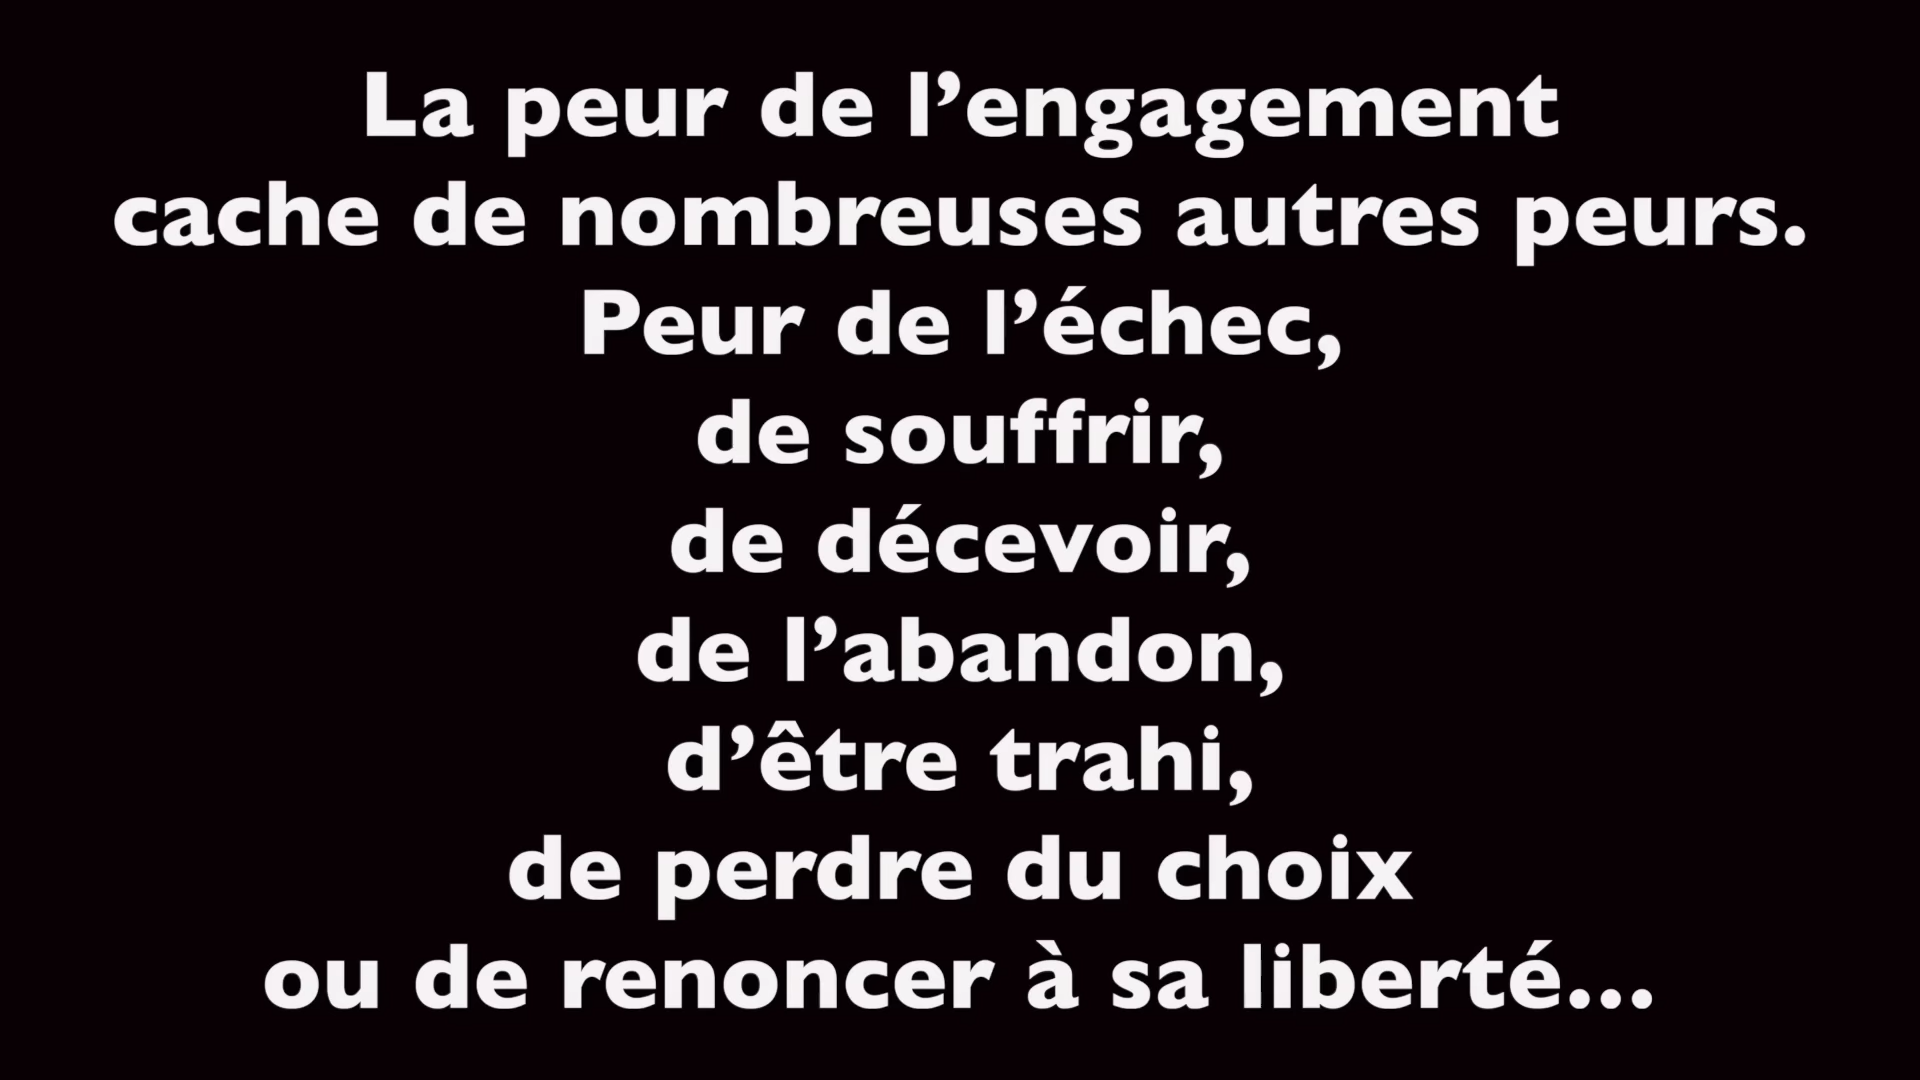 La peur de l’engagement
cache de nombreuses autres peurs.
Peur de l’échec,
de souffrir,
de décevoir,
de l’abandon,
d’être trahi,
de perdre du choix
ou de renoncer à sa liberté...